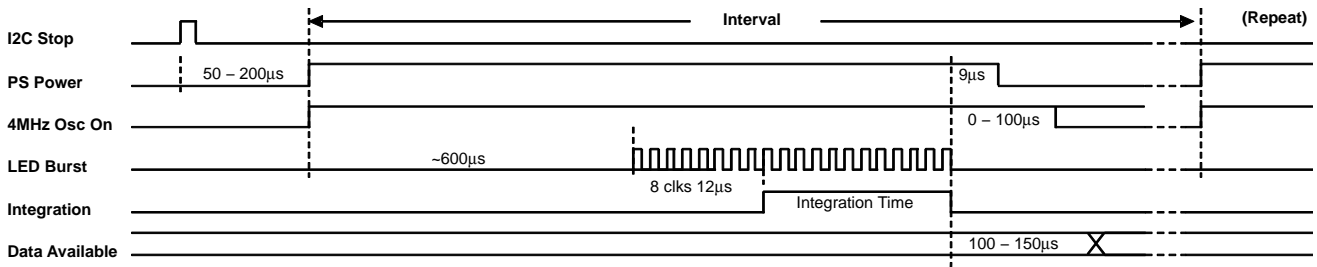 Interval
(Repeat)
I2C Stop
50 − 200μs
PS Power
9μs
4MHz Osc On
0 − 100μs
~600μs
LED Burst
8 clks 12μs
Integration
Integration Time
Data Available
100 − 150μs